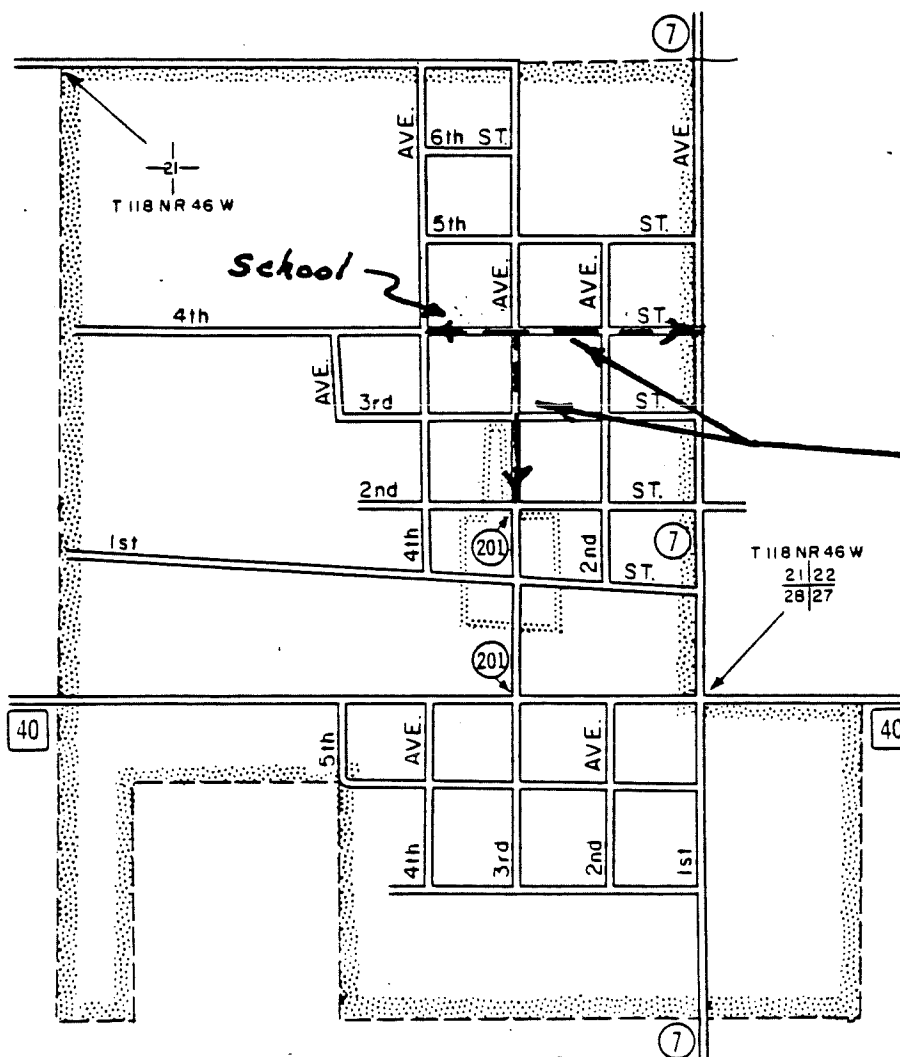 7
AVE.
AVE.
6th ST.
21
T 118 N R 46 W
5th ST.
School
AVE.
AVE.
4th ST.
AVE.
3rd ST.
2nd ST.
1st ST.
4th
201
2nd
7
T 118 N R 46 W
21 22
28 27
201
40
40
5th
AVE.
AVE.
4th
3rd
2nd
1st
7